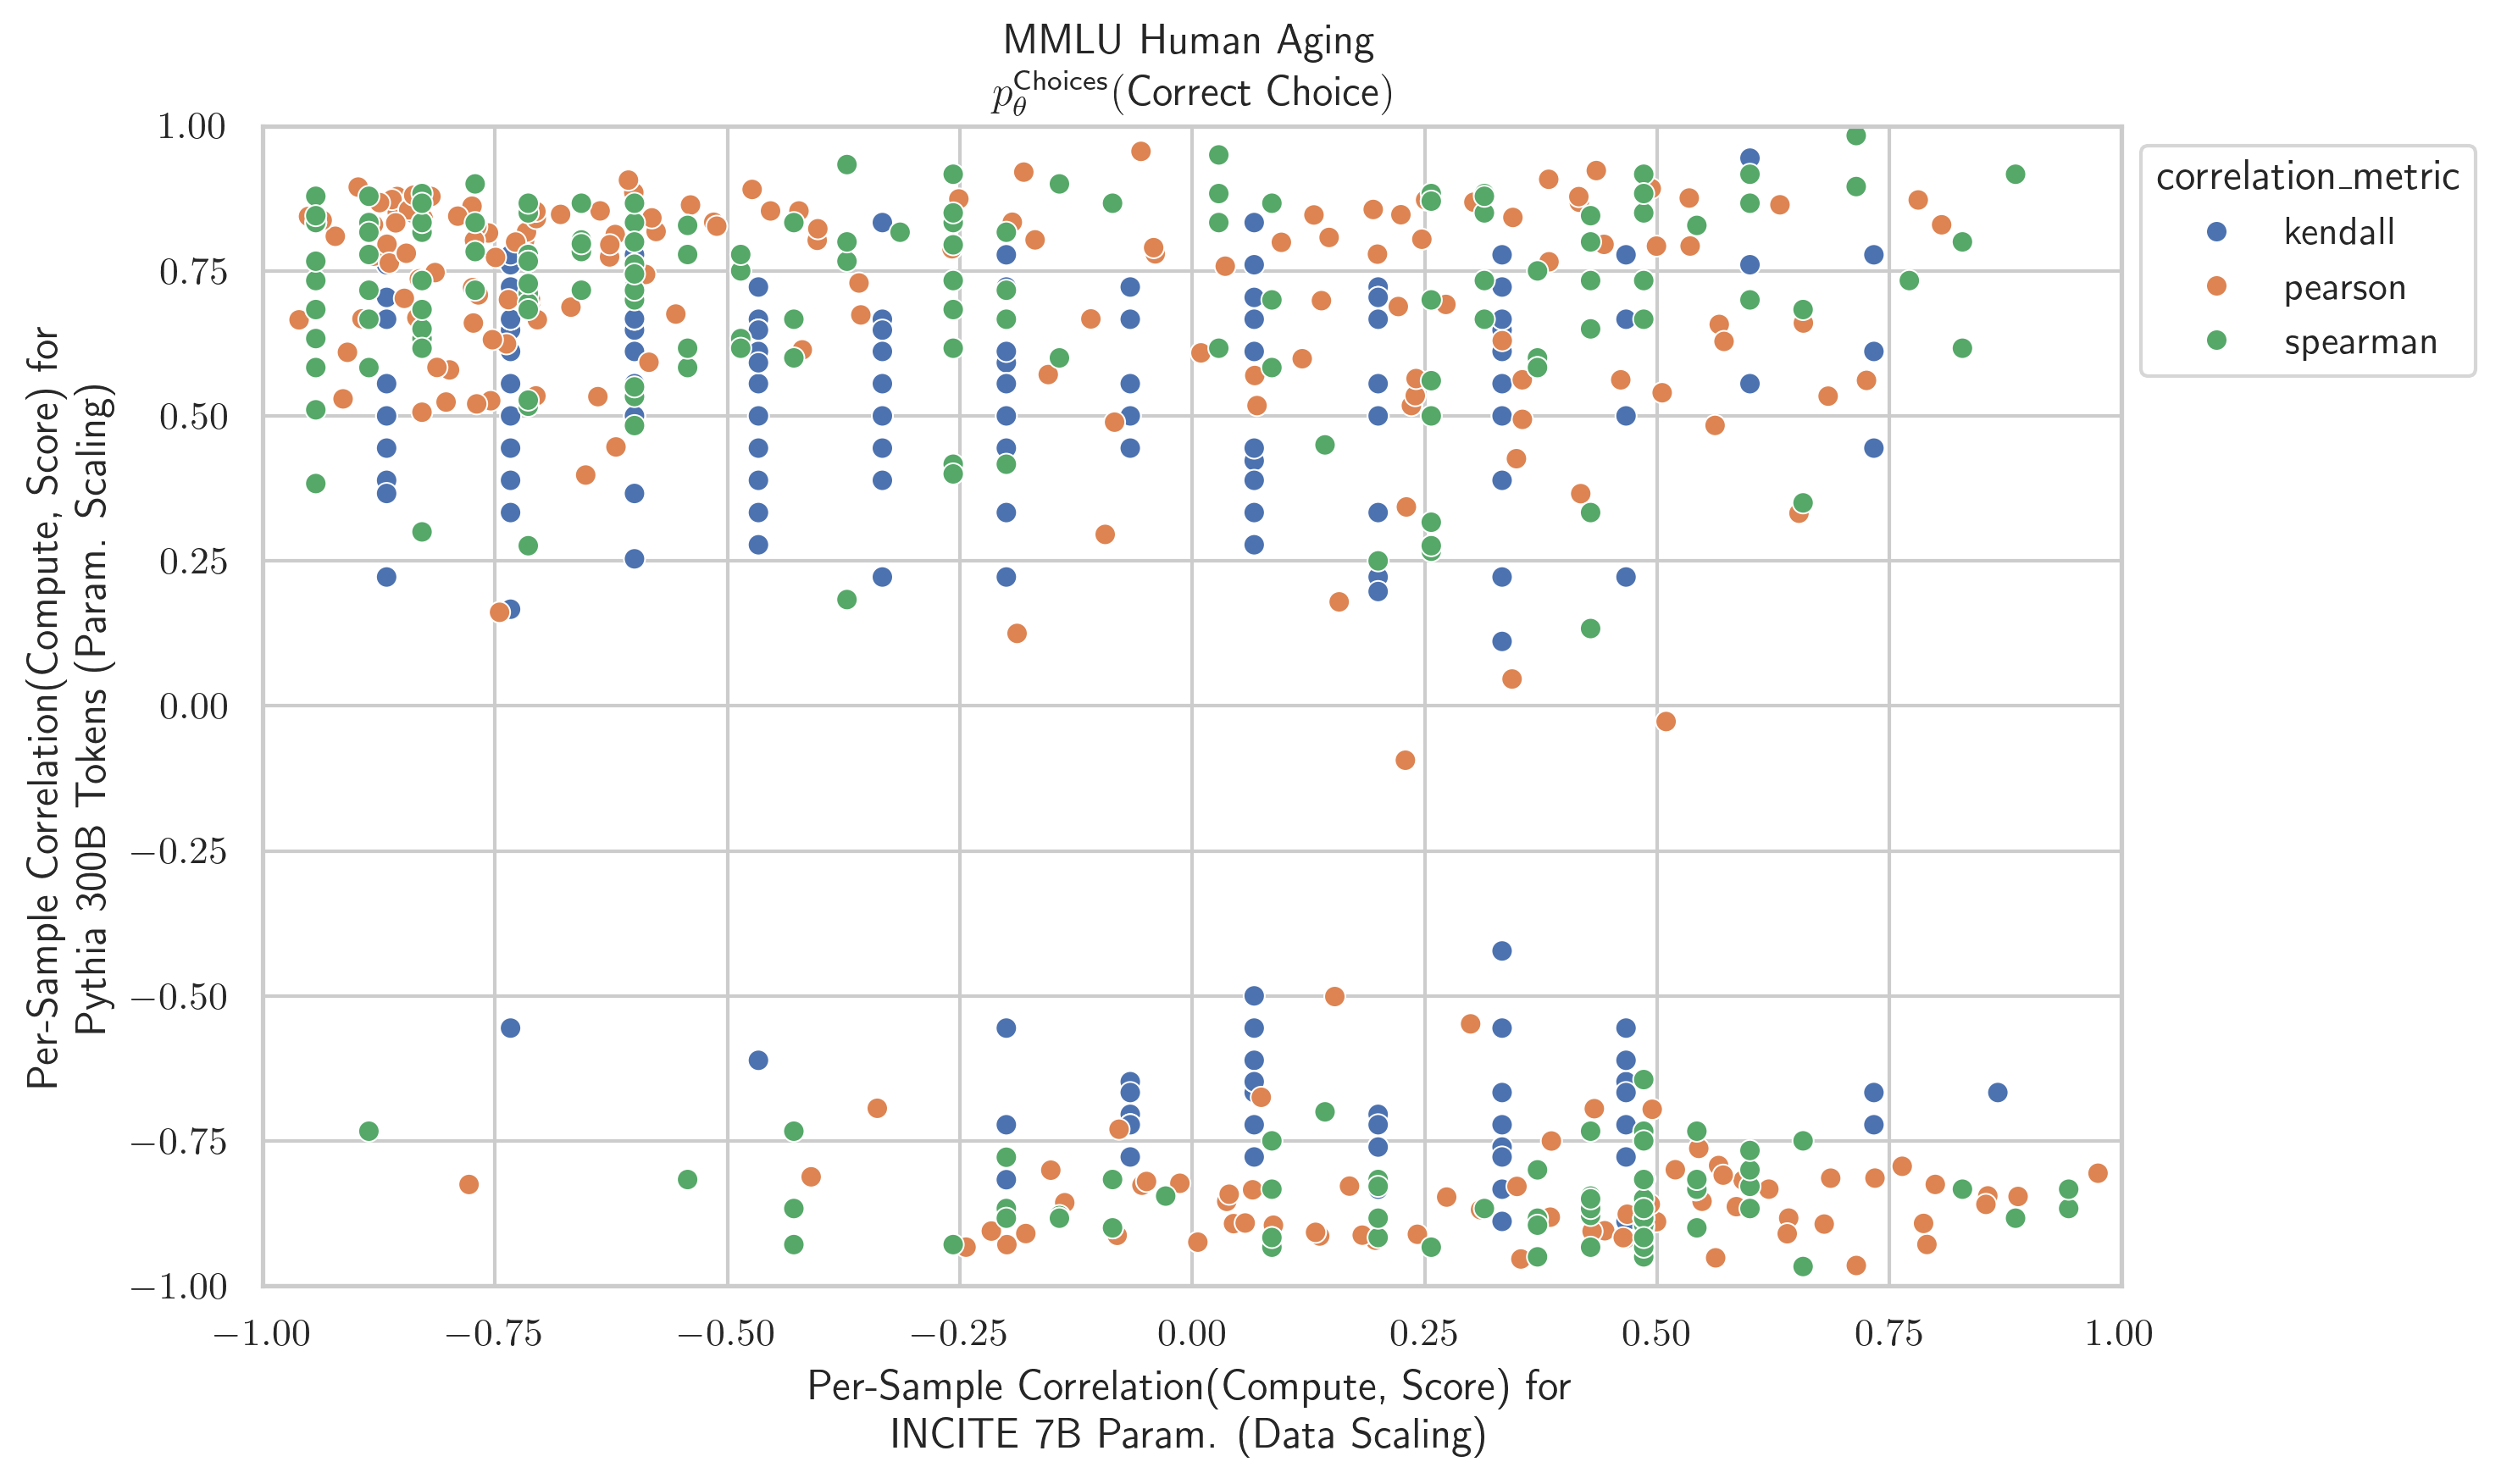 MMLU Human Aging
p_θ^Choices(Correct Choice)
Per-Sample Correlation(Compute, Score) for
Pythia 300B Tokens (Param. Scaling)
1.00
0.75
0.50
0.25
0.00
−0.25
−0.50
−0.75
−1.00
−1.00 −0.75 −0.50 −0.25 0.00 0.25 0.50 0.75 1.00
Per-Sample Correlation(Compute, Score) for
INCITE 7B Param. (Data Scaling)
correlation_metric
kendall
pearson
spearman